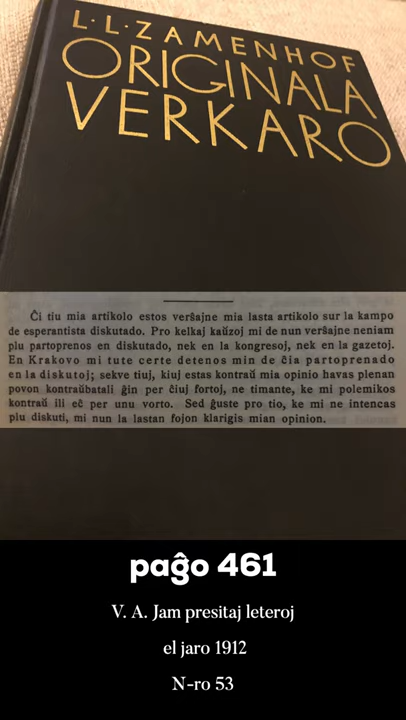 L·L·ZAMENHOF
ORIGINALA
VERKARO
Ĉi tiu mia artikolo estos verŝajne mia lasta artikolo sur la kampo
de esperantista diskutado. Pro kelkaj kaŭzoj mi de nun verŝajne neniam
plu partoprenos en diskutado, nek en la kongresoj, nek en la gazetoj.
En Krakovo mi tute certe detenos min de ĉia partoprenado
en la diskutoj; sekve tiuj, kiuj estas kontraŭ mia opinio havas plenan
povon kontraŭbatali ĝin per ĉiuj fortoj, ne timante, ke mi polemikos
kontraŭ ili eĉ per unu vorto. Sed ĝuste pro tio, ke mi ne intencas
plu diskuti, mi nun la lastan fojon klarigis mian opinion.
paĝo 461
V. A. Jam presitaj leteroj
el jaro 1912
N-ro 53